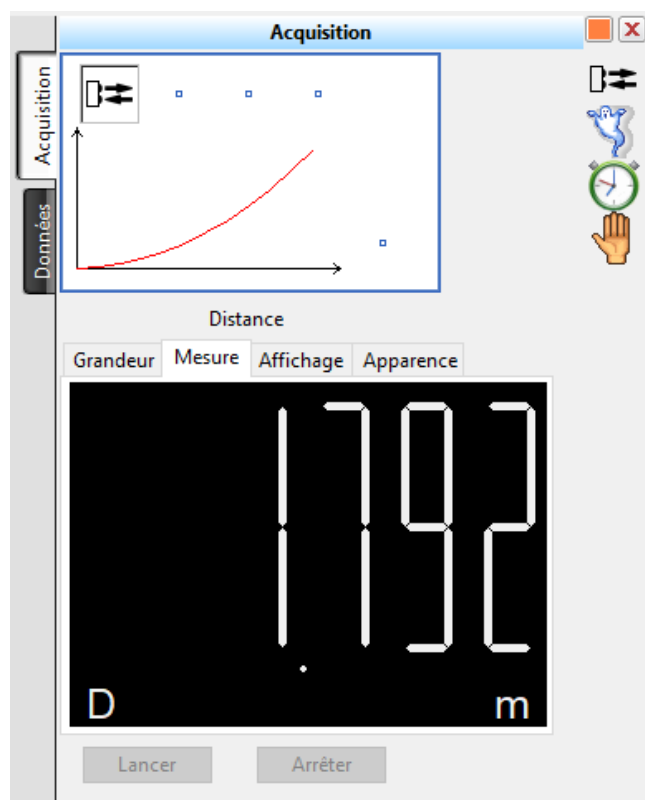 Acquisition
Acquisition
Données
Distance
Grandeur Mesure Affichage Apparence
1.792
D m
Lancer Arrêter